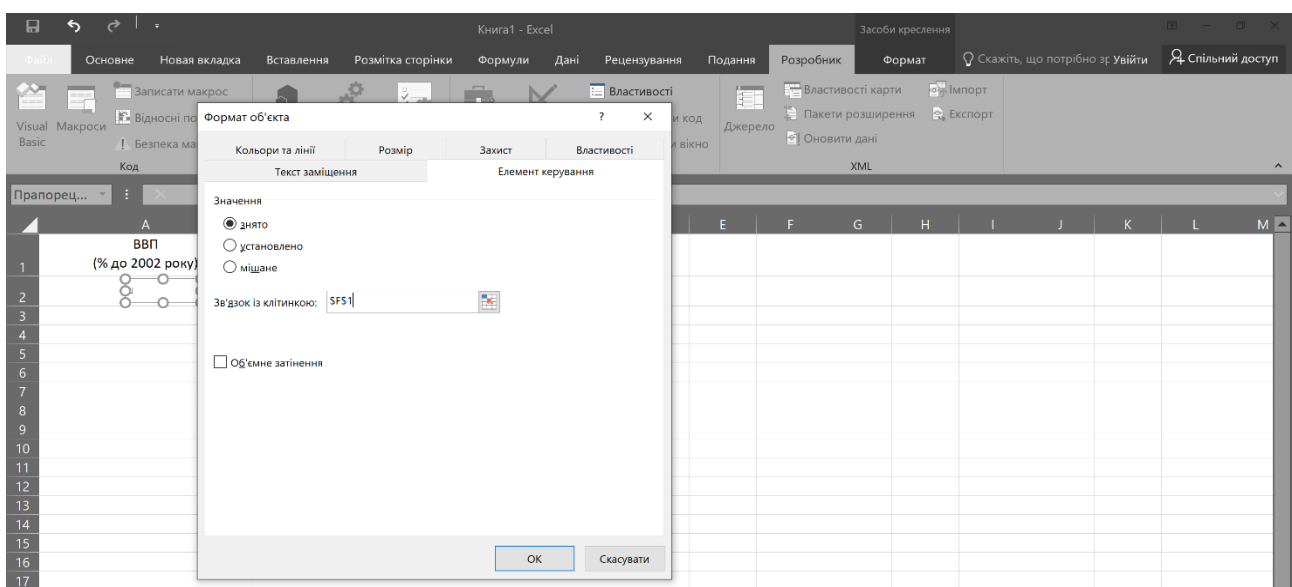 Книга1 - Excel
Засоби креслення
Файл Основне Новая вкладка Вставлення Розмітка сторінки Формули Дані Рецензування Подання Розробник Формат Скажіть, що потрібно зр Увійти Спільний доступ
Visual Basic
Макроси
Записати макрос
Відносні по
Безпека ма
Код
Властивості
и код
и вікно
Джерело
Властивості карти
Пакети розширення
Оновити дані
Імпорт
Експорт
XML
Прапорец...
Формат об'єкта ? ×
Кольори та лінії Розмір Захист Властивості
Текст заміщення Елемент керування
Значення
знято
установлено
мішане
Зв'язок із клітинкою: $F$1
Об'ємне затінення
ОК Скасувати
A E F G H I J K L M
ВВП
(% до 2002 року)
1
2
3
4
5
6
7
8
9
10
11
12
13
14
15
16
17